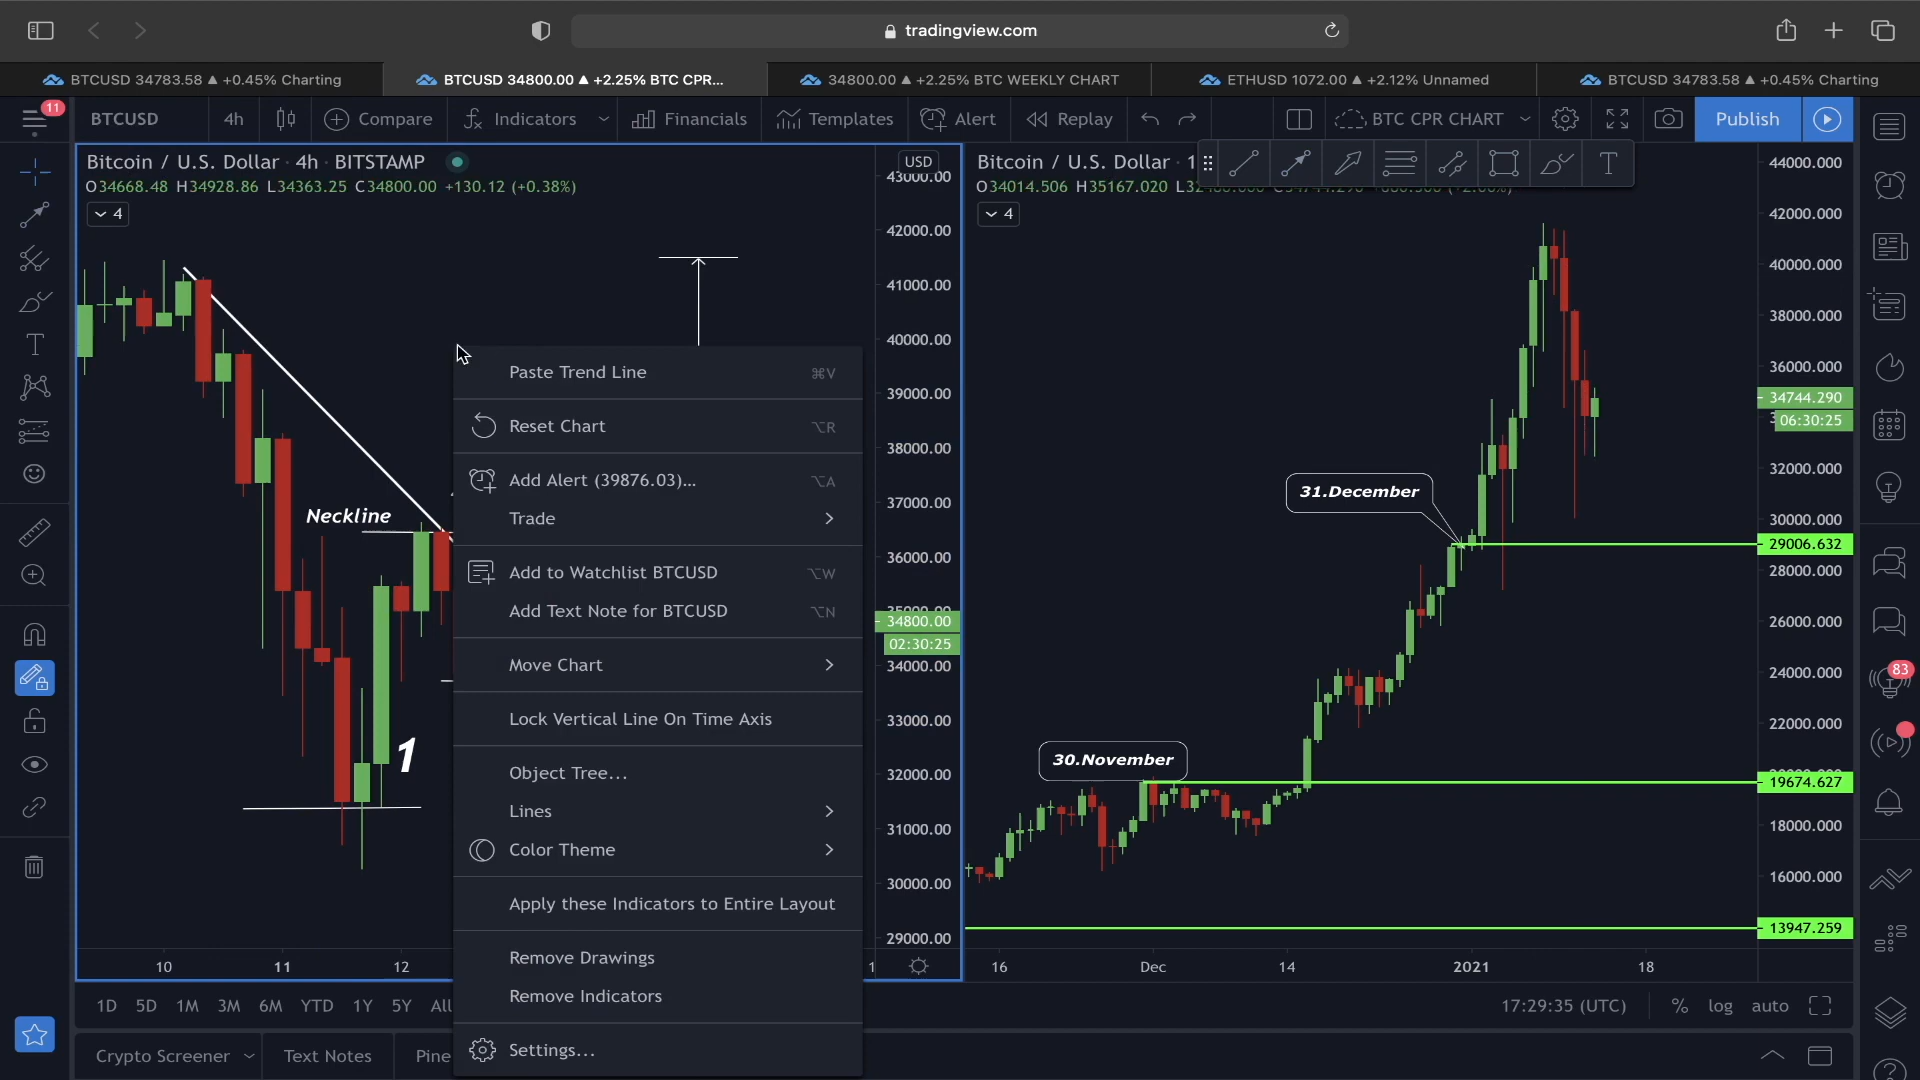 tradingview.com
BTCUSD 34783.58 ▲ +0.45% Charting
BTCUSD 34800.00 ▲ +2.25% BTC CPR...
34800.00 ▲ +2.25% BTC WEEKLY CHART
ETHUSD 1072.00 ▲ +2.12% Unnamed
BTCUSD 34783.58 ▲ +0.45% Charting
11
BTCUSD
4h
Compare
Indicators
Financials
Templates
Alert
Replay
BTC CPR CHART
Publish
Bitcoin / U.S. Dollar · 4h · BITSTAMP
USD
O34668.48 H34928.86 L34363.25 C34800.00 +130.12 (+0.38%)
4
43000.00
42000.00
41000.00
40000.00
39000.00
38000.00
37000.00
36000.00
35000.00
34800.00
02:30:25
34000.00
33000.00
32000.00
31000.00
30000.00
29000.00
Neckline
1
10
11
12
1
Paste Trend Line ⌘V
Reset Chart ⌥R
Add Alert (39876.03)... ⌥A
Trade
Add to Watchlist BTCUSD ⌥W
Add Text Note for BTCUSD ⌥N
Move Chart
Lock Vertical Line On Time Axis
Object Tree...
Lines
Color Theme
Apply these Indicators to Entire Layout
Remove Drawings
Remove Indicators
Settings...
Bitcoin / U.S. Dollar · 1
O34014.506 H35167.020
4
44000.000
42000.000
40000.000
38000.000
36000.000
34744.290
06:30:25
32000.000
30000.000
29006.632
28000.000
26000.000
24000.000
22000.000
19674.627
18000.000
16000.000
13947.259
31.December
30.November
16
Dec
14
2021
18
83
1D 5D 1M 3M 6M YTD 1Y 5Y All
17:29:35 (UTC)
%
log
auto
Crypto Screener
Text Notes
Pine